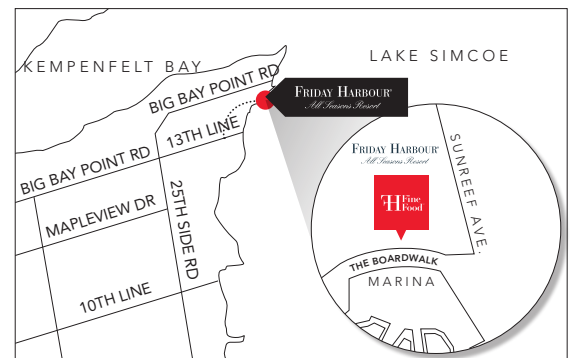 KEMPENFELT BAY
LAKE SIMCOE
BIG BAY POINT RD
FRIDAY HARBOUR
All Seasons Resort
13TH LINE
BIG BAY POINT RD
MAPLEVIEW DR
25TH SIDE RD
10TH LINE
SUNREEF AVE.
FRIDAY HARBOUR
All Seasons Resort
FH Fine
Food
THE BOARDWALK
MARINA